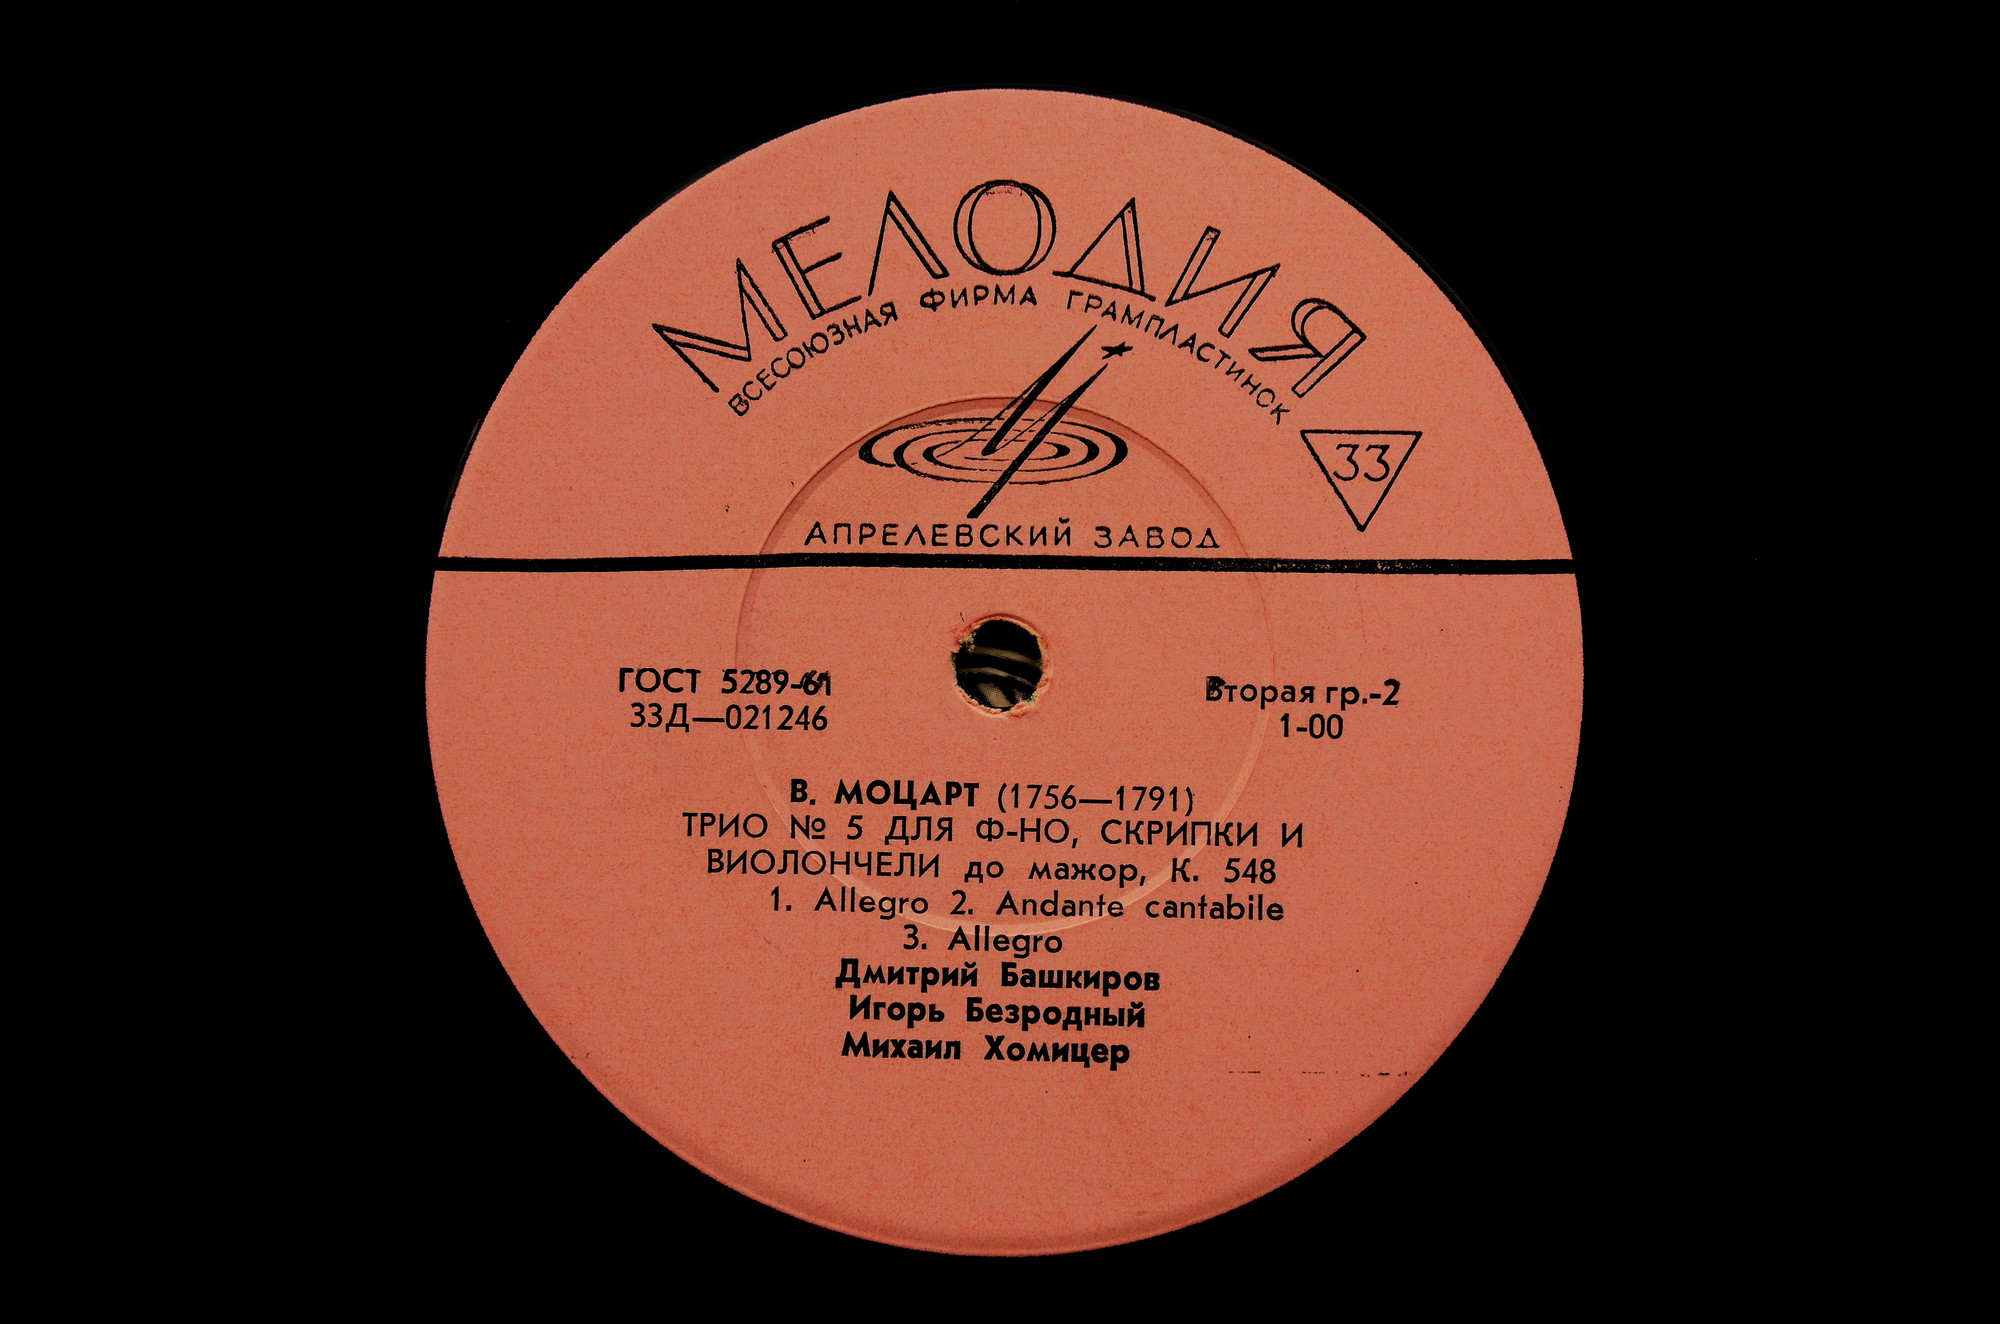 МЕЛОДИЯ
ВСЕСОЮЗНАЯ ФИРМА ГРАМПЛАСТИНОК
33
АПРЕЛЕВСКИЙ ЗАВОД
ГОСТ 5289-61
33Д—021246
Вторая гр.-2
1-00
В. МОЦАРТ (1756—1791)
ТРИО № 5 ДЛЯ Ф-НО, СКРИПКИ И
ВИОЛОНЧЕЛИ до мажор, К. 548
1. Allegro 2. Andante cantabile
3. Allegro
Дмитрий Башкиров
Игорь Безродный
Михаил Хомицер